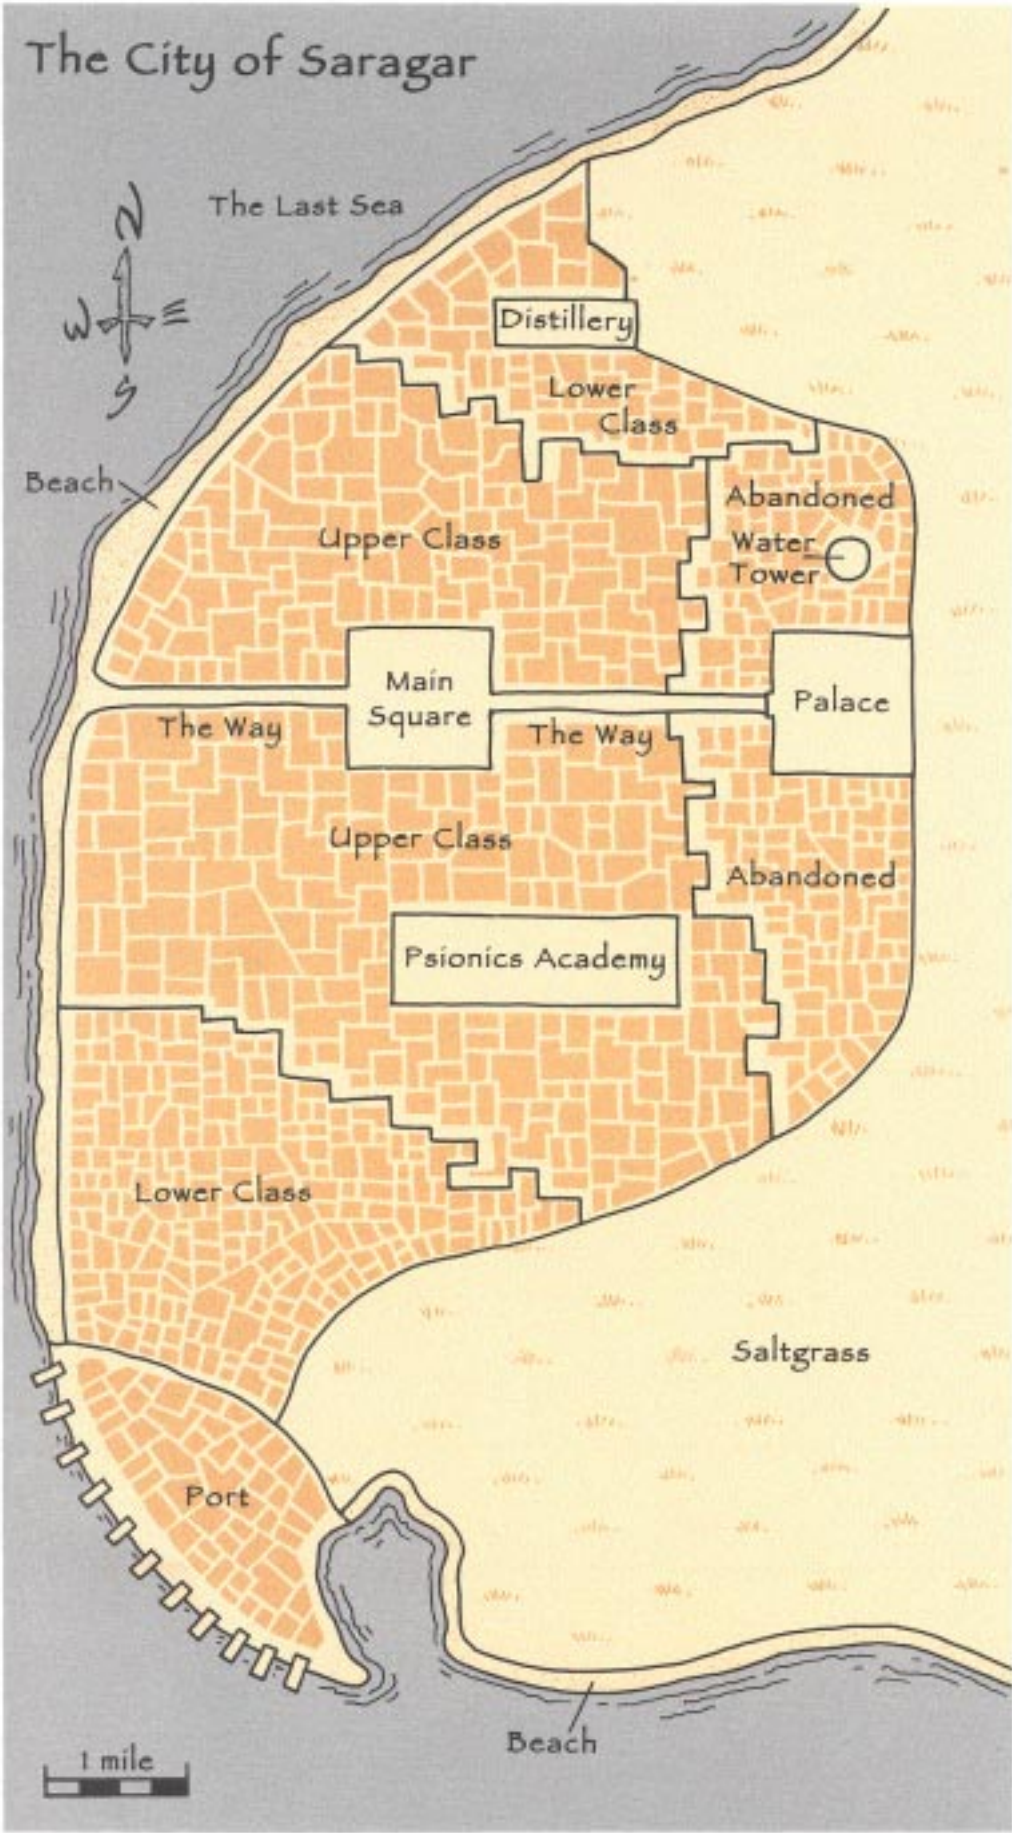 The City of Saragar
N
The Last Sea
W E
S
Distillery
Lower
Class
Beach
Abandoned
Upper Class
Water
Tower
Main
Square
Palace
The Way
The Way
Upper Class
Abandoned
Psionics Academy
Lower Class
Saltgrass
Port
Beach
1 mile